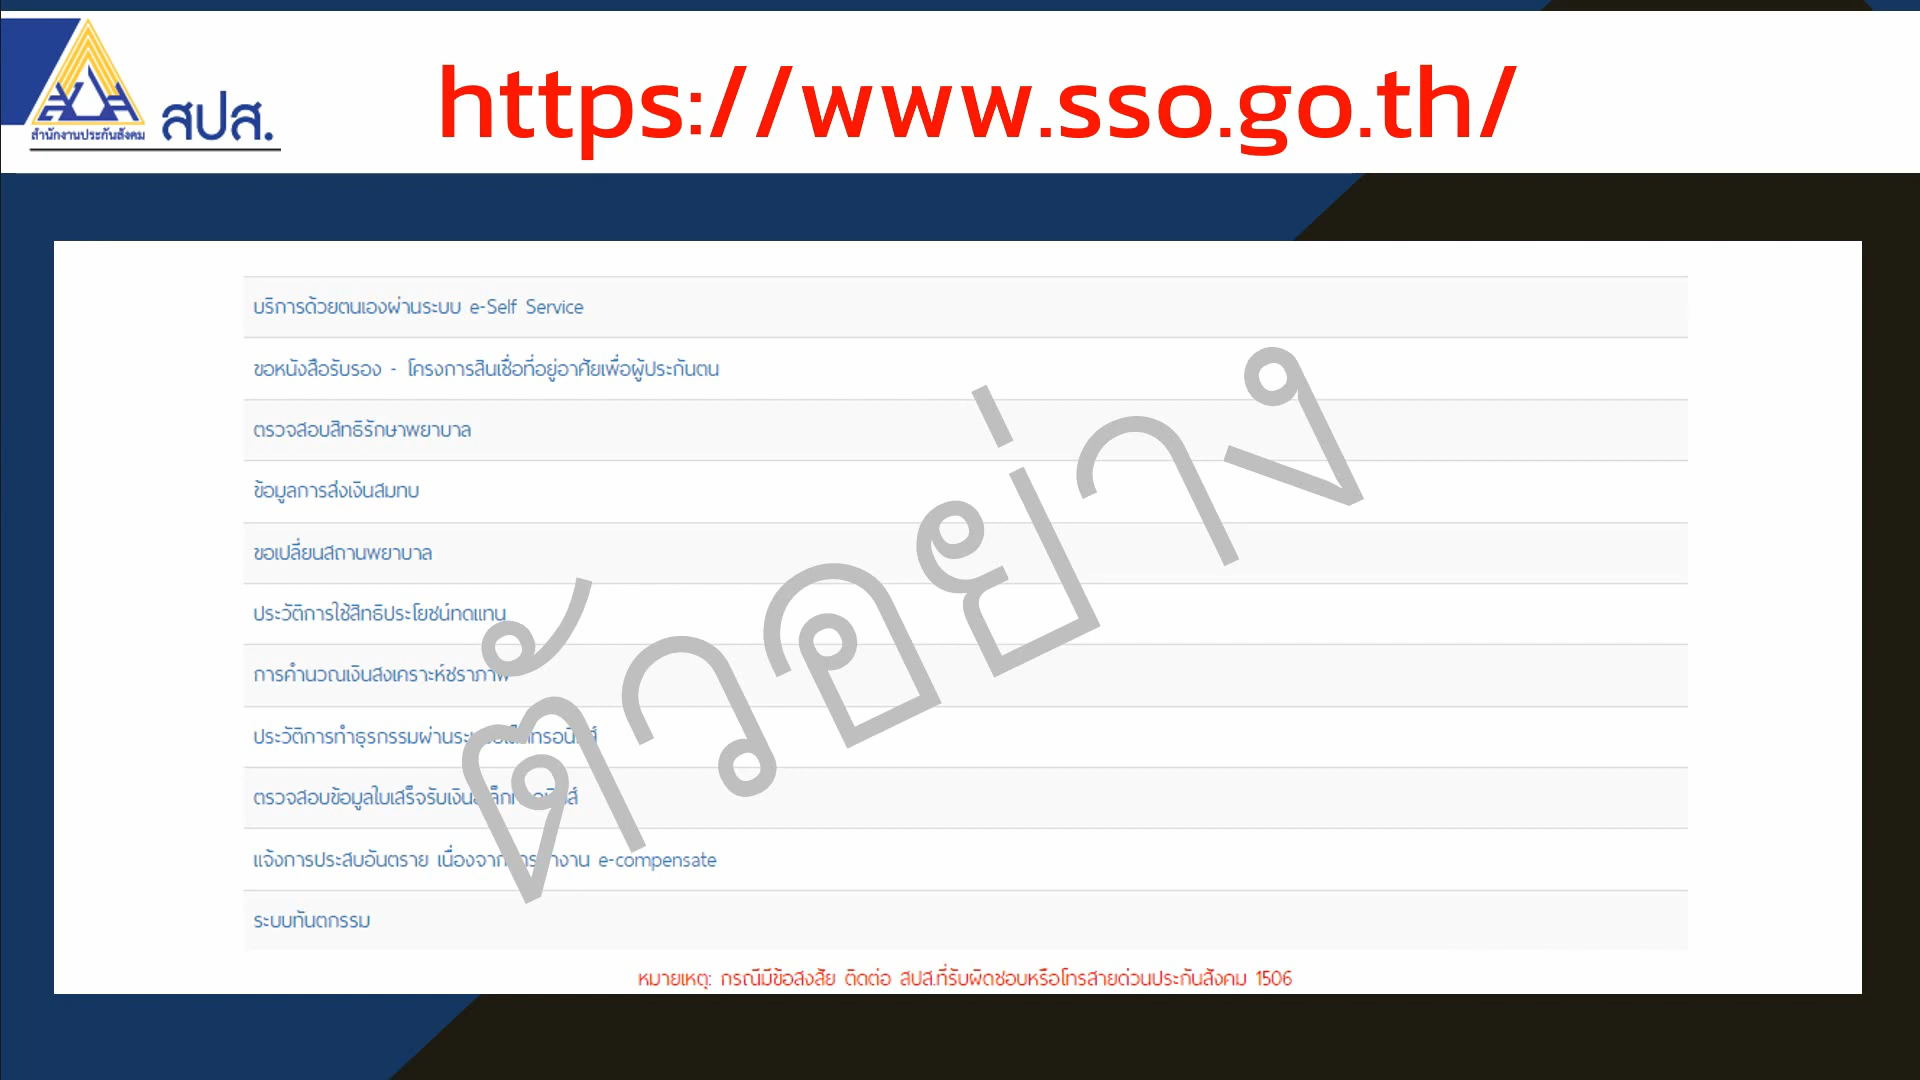 สำนักงานประกันสังคม
สปส.
https://www.sso.go.th/
บริการด้วยตนเองผ่านระบบ e-Self Service
ขอหนังสือรับรอง - โครงการสินเชื่อที่อยู่อาศัยเพื่อผู้ประกันตน
ตรวจสอบสิทธิรักษาพยาบาล
ข้อมูลการส่งเงินสมทบ
ขอเปลี่ยนสถานพยาบาล
ประวัติการใช้สิทธิประโยชน์ทดแทน
การคำนวณเงินสงเคราะห์ชราภาพ
ประวัติการทำธุรกรรมผ่าน
ตรวจสอบข้อมูลใบเสร็จรับเงิน
แจ้งการประสบอันตราย เนื่องจาก e-compensate
ระบบทันตกรรม
ตัวอย่าง
หมายเหตุ: กรณีมีข้อสงสัย ติดต่อ สปส.ที่รับผิดชอบหรือโทรสายด่วนประกันสังคม 1506